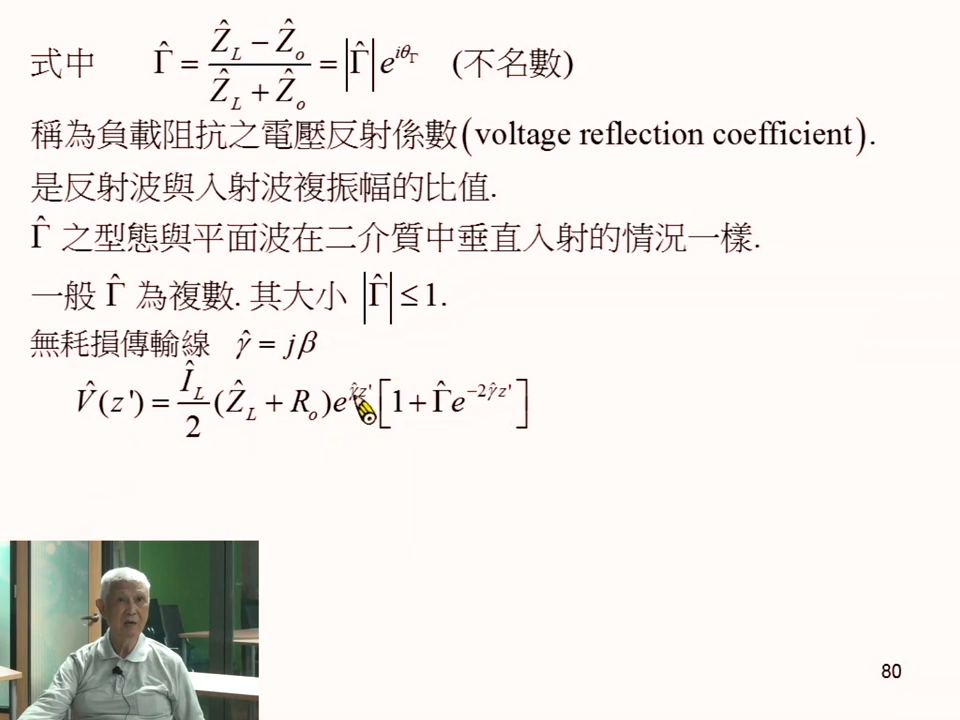 式中 Γ̂ = (Ẑ_L − Ẑ_o)/(Ẑ_L + Ẑ_o) = |Γ̂| e^{iθ_Γ} (不名數)
稱為負載阻抗之電壓反射係數(voltage reflection coefficient).
是反射波與入射波複振幅的比值.
Γ̂ 之型態與平面波在二介質中垂直入射的情況一樣.
一般 Γ̂ 為複數. 其大小 |Γ̂| ≤ 1.
無耗損傳輸線 γ̂ = jβ
V̂(z') = Î_L/2 (Ẑ_L + R_o)e^{γ̂z'}[1 + Γ̂e^{−2γ̂z'}]
80